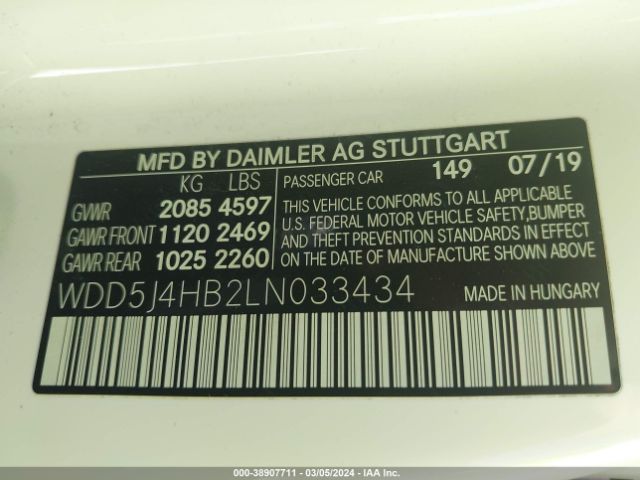 MFD BY DAIMLER AG STUTTGART
KG LBS
GVWR 2085 4597
GAWR FRONT 1120 2469
GAWR REAR 1025 2260
PASSENGER CAR 149 07/19
THIS VEHICLE CONFORMS TO ALL APPLICABLE
U.S. FEDERAL MOTOR VEHICLE SAFETY,BUMPER
AND THEFT PREVENTION STANDARDS IN EFFECT
ON THE DATE OF MANUFACTURE SHOWN ABOVE.
WDD5J4HB2LN033434 MADE IN HUNGARY
000-38907711 - 03/05/2024 - IAA Inc.